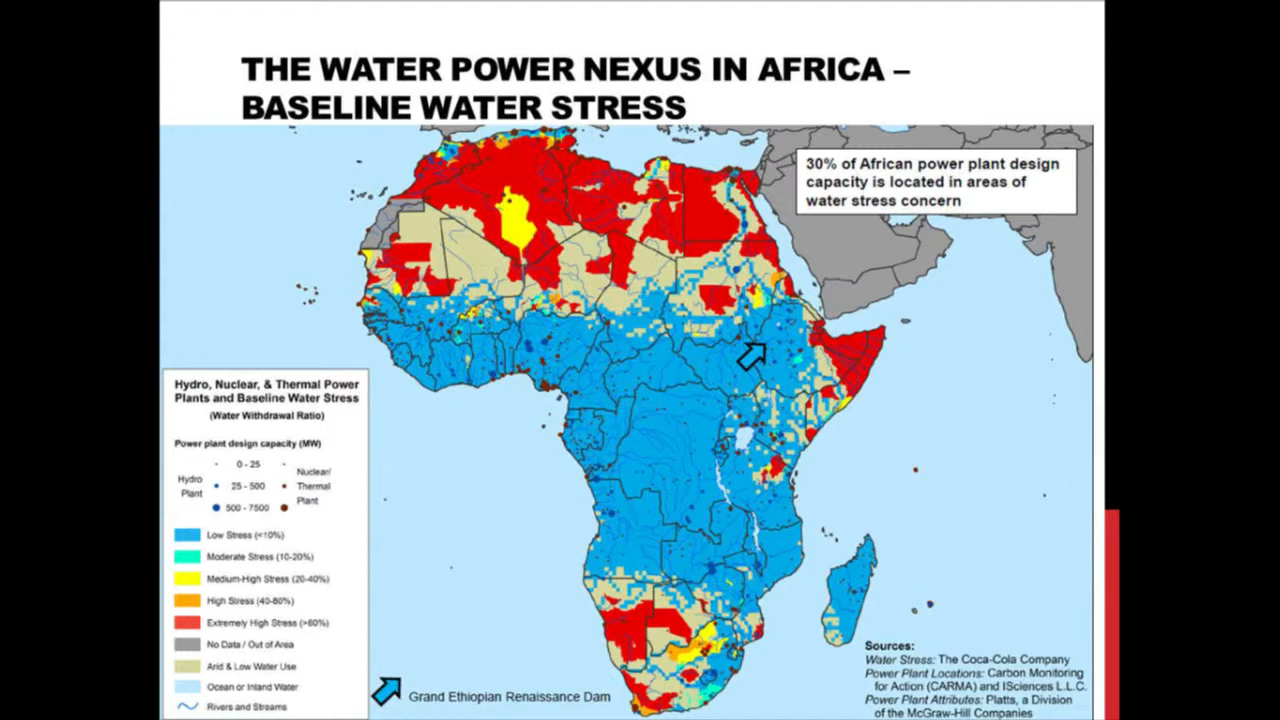 THE WATER POWER NEXUS IN AFRICA –
BASELINE WATER STRESS
30% of African power plant design
capacity is located in areas of
water stress concern
Hydro, Nuclear, & Thermal Power
Plants and Baseline Water Stress
(Water Withdrawal Ratio)
Power plant design capacity (MW)
Hydro
Plant
0 - 25
25 - 500
500 - 7500
Nuclear/
Thermal
Plant
Low Stress (<10%)
Moderate Stress (10-20%)
Medium-High Stress (20-40%)
High Stress (40-80%)
Extremely High Stress (>80%)
No Data / Out of Area
Arid & Low Water Use
Ocean or Inland Water
Rivers and Streams
Grand Ethiopian Renaissance Dam
Sources:
Water Stress: The Coca-Cola Company
Power Plant Locations: Carbon Monitoring
for Action (CARMA) and ISciences L.L.C.
Power Plant Attributes: Platts, a Division
of the McGraw-Hill Companies